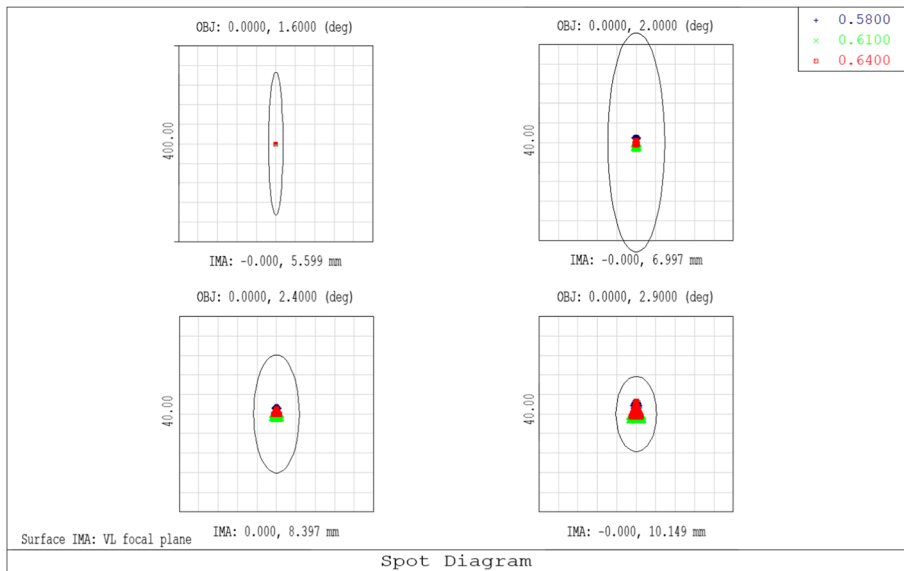 OBJ: 0.0000, 1.6000 (deg)
400.00
IMA: -0.000, 5.599 mm
OBJ: 0.0000, 2.0000 (deg)
40.00
IMA: -0.000, 6.997 mm
+ 0.5800
× 0.6100
0.6400
OBJ: 0.0000, 2.4000 (deg)
40.00
IMA: 0.000, 8.397 mm
OBJ: 0.0000, 2.9000 (deg)
40.00
IMA: -0.000, 10.149 mm
Surface IMA: VL focal plane
Spot Diagram